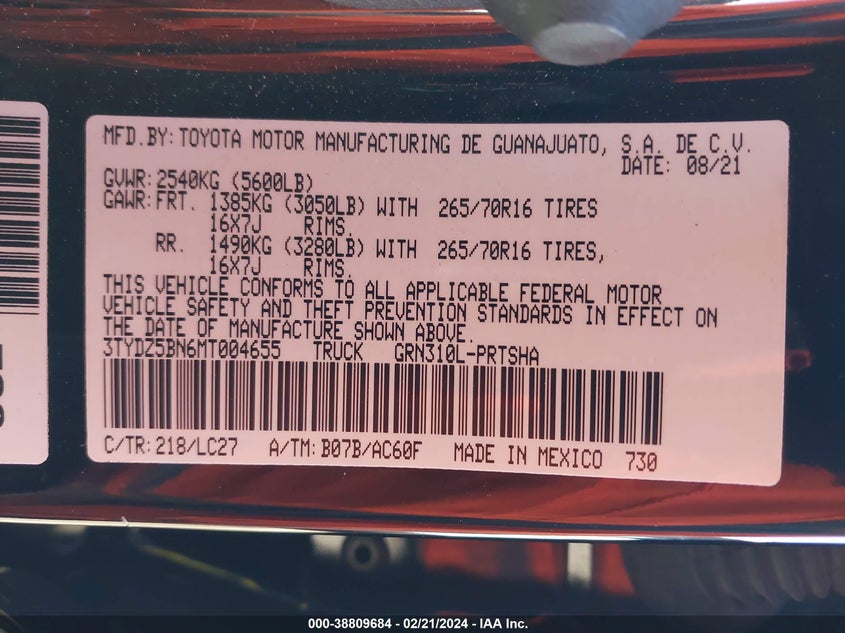 MFD.BY: TOYOTA MOTOR MANUFACTURING DE GUANAJUATO, S.A. DE C.V.
DATE: 08/21
GVWR: 2540KG (5600LB)
GAWR: FRT. 1385KG (3050LB) WITH 265/70R16 TIRES
16X7J RIMS.
RR. 1490KG (3280LB) WITH 265/70R16 TIRES,
16X7J RIMS.
THIS VEHICLE CONFORMS TO ALL APPLICABLE FEDERAL MOTOR
VEHICLE SAFETY AND THEFT PREVENTION STANDARDS IN EFFECT ON
THE DATE OF MANUFACTURE SHOWN ABOVE.
3TYDZ5BN6MT004655 TRUCK GRN310L-PRTSHA
C/TR: 218/LC27 A/TM: B07B/AC60F MADE IN MEXICO 730
000-38809684 - 02/21/2024 - IAA Inc.